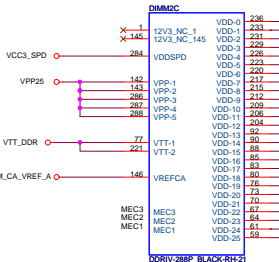 DIMM2C
1 12V3_NC_1 VDD-0 236
145 12V3_NC_145 VDD-1 233
VDD-2 231
VDD-3 229
VCC3_SPD 284 VDDSPD VDD-4 226
VDD-5 223
VDD-6 220
VPP25 142 VPP-1 VDD-7 217
143 VPP-2 VDD-8 215
286 VPP-3 VDD-9 212
287 VPP-4 VDD-10 209
288 VPP-5 VDD-11 206
VDD-12 204
VDD-13 92
VTT_DDR 77 VTT-1 VDD-14 90
221 VTT-2 VDD-15 88
VDD-16 85
VDD-17 83
M_CA_VREF_A 146 VREFCA VDD-18 80
VDD-19 76
VDD-20 73
VDD-21 70
MEC3 MEC3 VDD-22 67
MEC2 MEC2 VDD-23 64
MEC1 MEC1 VDD-24 61
VDD-25 59
DDRIV-288P_BLACK-RH-21